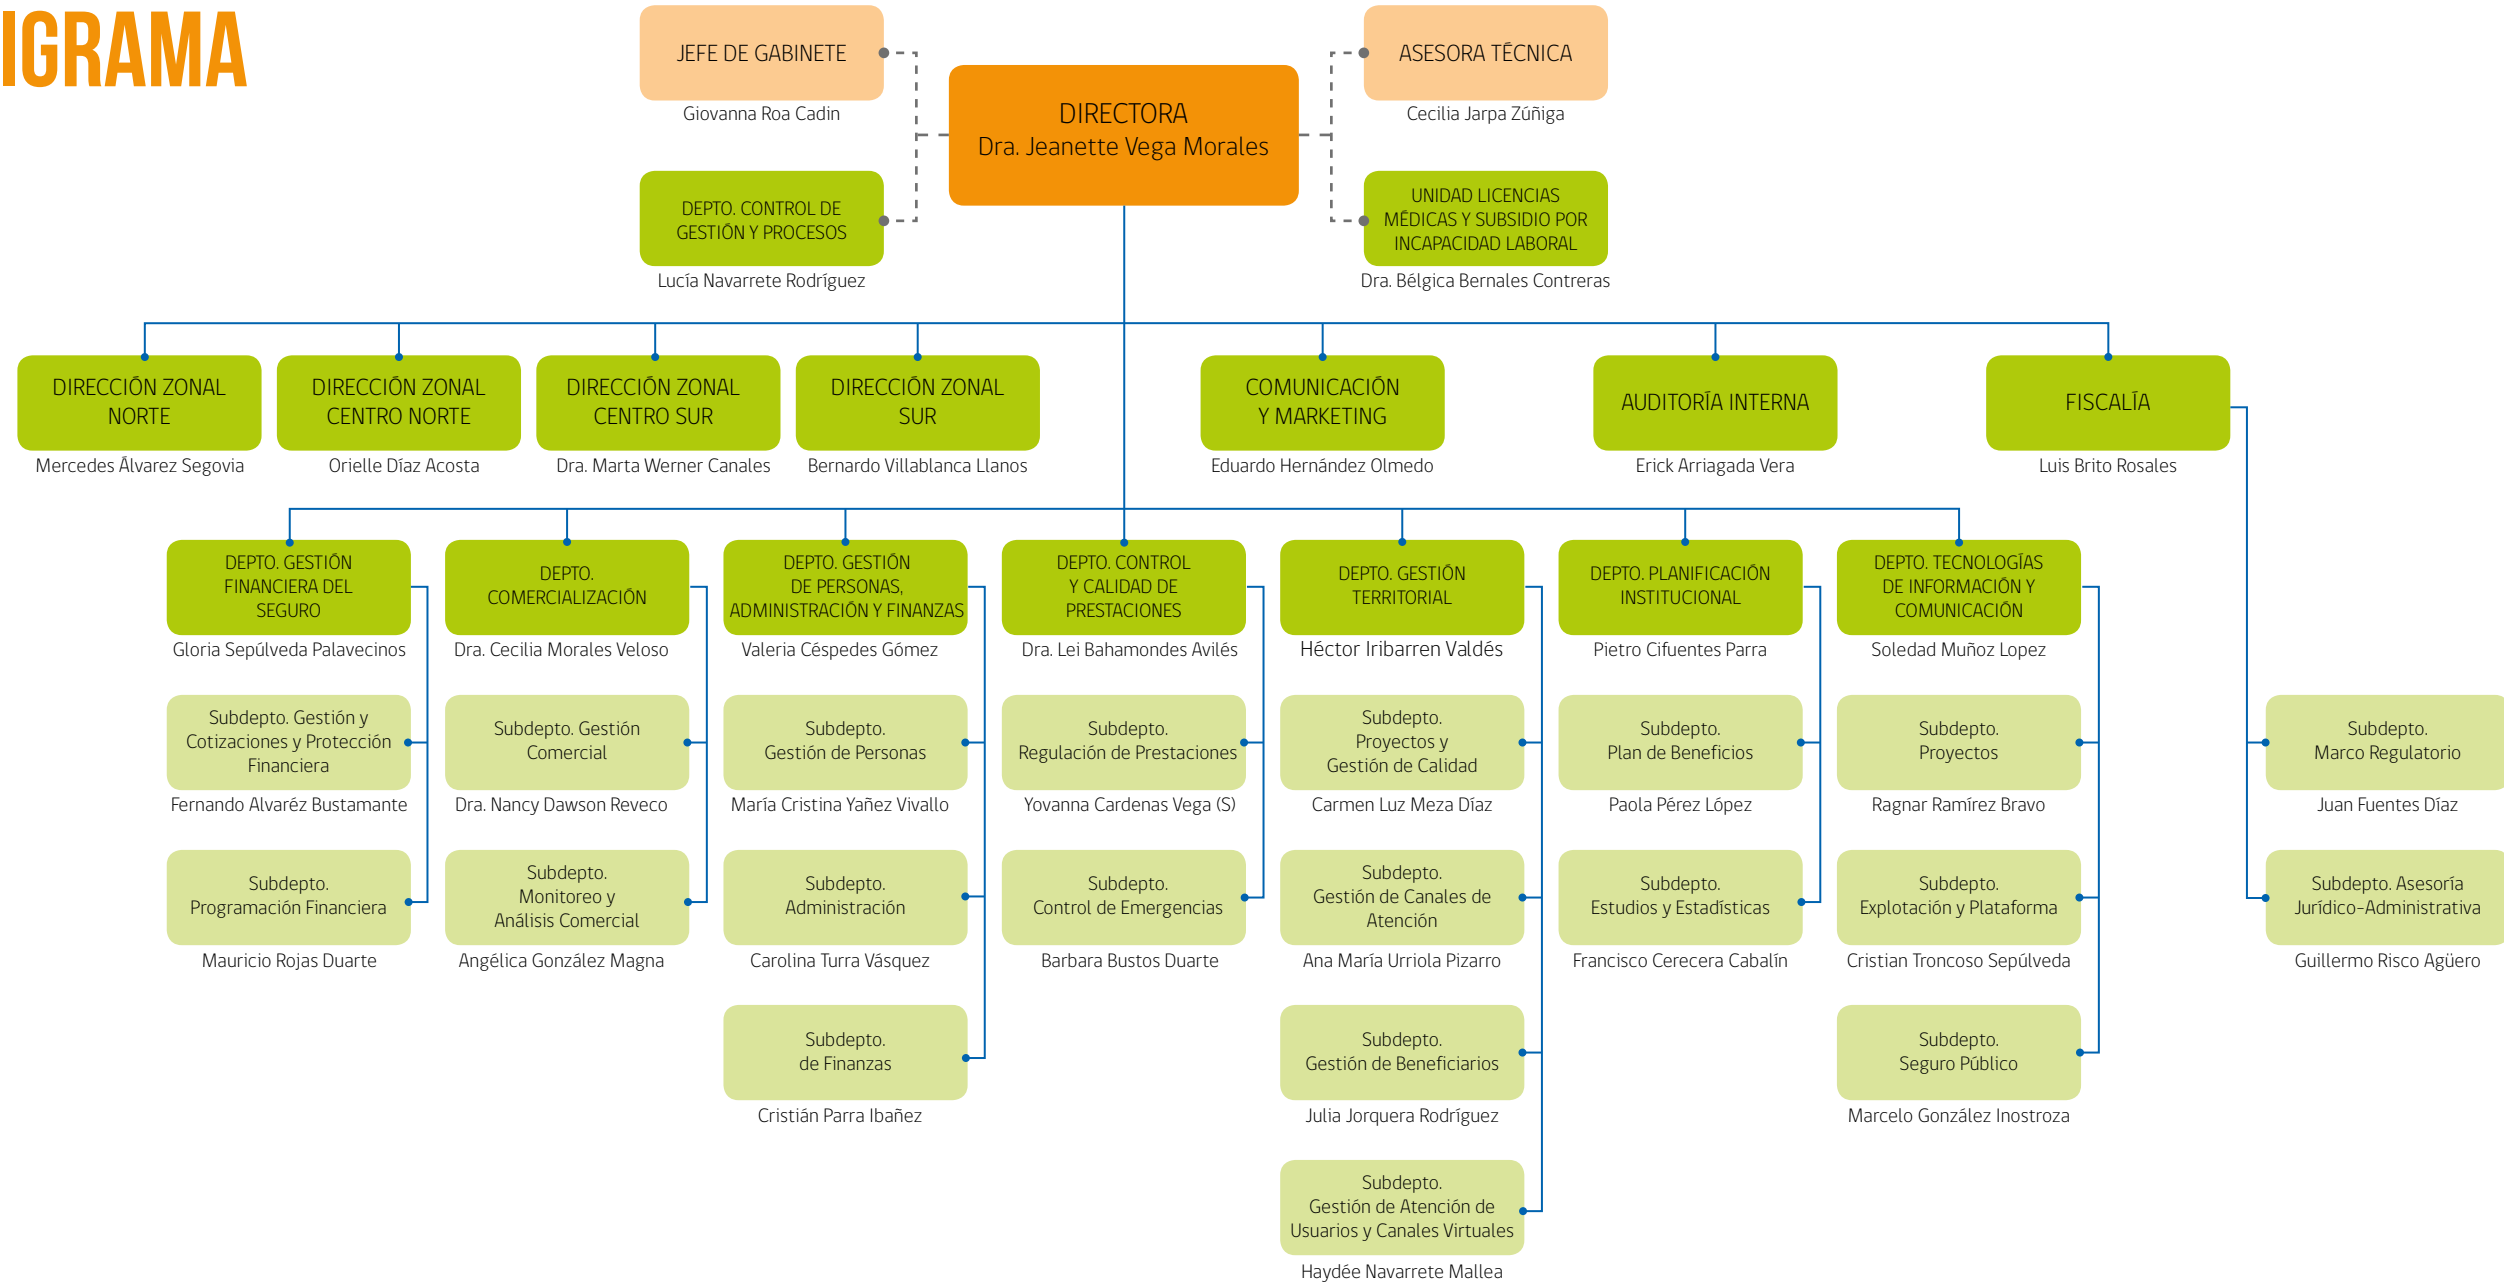 IGRAMA
JEFE DE GABINETE
Giovanna Roa Cadin
ASESORA TÉCNICA
Cecilia Jarpa Zúñiga
DIRECTORA
Dra. Jeanette Vega Morales
DEPTO. CONTROL DE
GESTIÓN Y PROCESOS
Lucía Navarrete Rodríguez
UNIDAD LICENCIAS
MÉDICAS Y SUBSIDIO POR
INCAPACIDAD LABORAL
Dra. Bélgica Bernales Contreras
DIRECCIÓN ZONAL
NORTE
Mercedes Álvarez Segovia
DIRECCIÓN ZONAL
CENTRO NORTE
Orielle Díaz Acosta
DIRECCIÓN ZONAL
CENTRO SUR
Dra. Marta Werner Canales
DIRECCIÓN ZONAL
SUR
Bernardo Villablanca Llanos
COMUNICACIÓN
Y MARKETING
Eduardo Hernández Olmedo
AUDITORÍA INTERNA
Erick Arriagada Vera
FISCALÍA
Luis Brito Rosales
DEPTO. GESTIÓN
FINANCIERA DEL
SEGURO
Gloria Sepúlveda Palavecinos
DEPTO.
COMERCIALIZACIÓN
Dra. Cecilia Morales Veloso
DEPTO. GESTIÓN
DE PERSONAS,
ADMINISTRACIÓN Y FINANZAS
Valeria Céspedes Gómez
DEPTO. CONTROL
Y CALIDAD DE
PRESTACIONES
Dra. Lei Bahamondes Avilés
DEPTO. GESTIÓN
TERRITORIAL
Héctor Iribarren Valdés
DEPTO. PLANIFICACIÓN
INSTITUCIONAL
Pietro Cifuentes Parra
DEPTO. TECNOLOGÍAS
DE INFORMACIÓN Y
COMUNICACIÓN
Soledad Muñoz Lopez
Subdepto. Gestión y
Cotizaciones y Protección
Financiera
Fernando Alvaréz Bustamante
Subdepto. Gestión
Comercial
Dra. Nancy Dawson Reveco
Subdepto.
Gestión de Personas
María Cristina Yañez Vivallo
Subdepto.
Regulación de Prestaciones
Yovanna Cardenas Vega (S)
Subdepto.
Proyectos y
Gestión de Calidad
Carmen Luz Meza Díaz
Subdepto.
Plan de Beneficios
Paola Pérez López
Subdepto.
Proyectos
Ragnar Ramírez Bravo
Subdepto.
Marco Regulatorio
Juan Fuentes Díaz
Subdepto.
Programación Financiera
Mauricio Rojas Duarte
Subdepto.
Monitoreo y
Análisis Comercial
Angélica González Magna
Subdepto.
Administración
Carolina Turra Vásquez
Subdepto.
Control de Emergencias
Barbara Bustos Duarte
Subdepto.
Gestión de Canales de
Atención
Ana María Urriola Pizarro
Subdepto.
Estudios y Estadísticas
Francisco Cerecera Cabalín
Subdepto.
Explotación y Plataforma
Cristian Troncoso Sepúlveda
Subdepto. Asesoría
Jurídico-Administrativa
Guillermo Risco Agüero
Subdepto.
de Finanzas
Cristián Parra Ibañez
Subdepto.
Gestión de Beneficiarios
Julia Jorquera Rodríguez
Subdepto.
Seguro Público
Marcelo González Inostroza
Subdepto.
Gestión de Atención de
Usuarios y Canales Virtuales
Haydée Navarrete Mallea